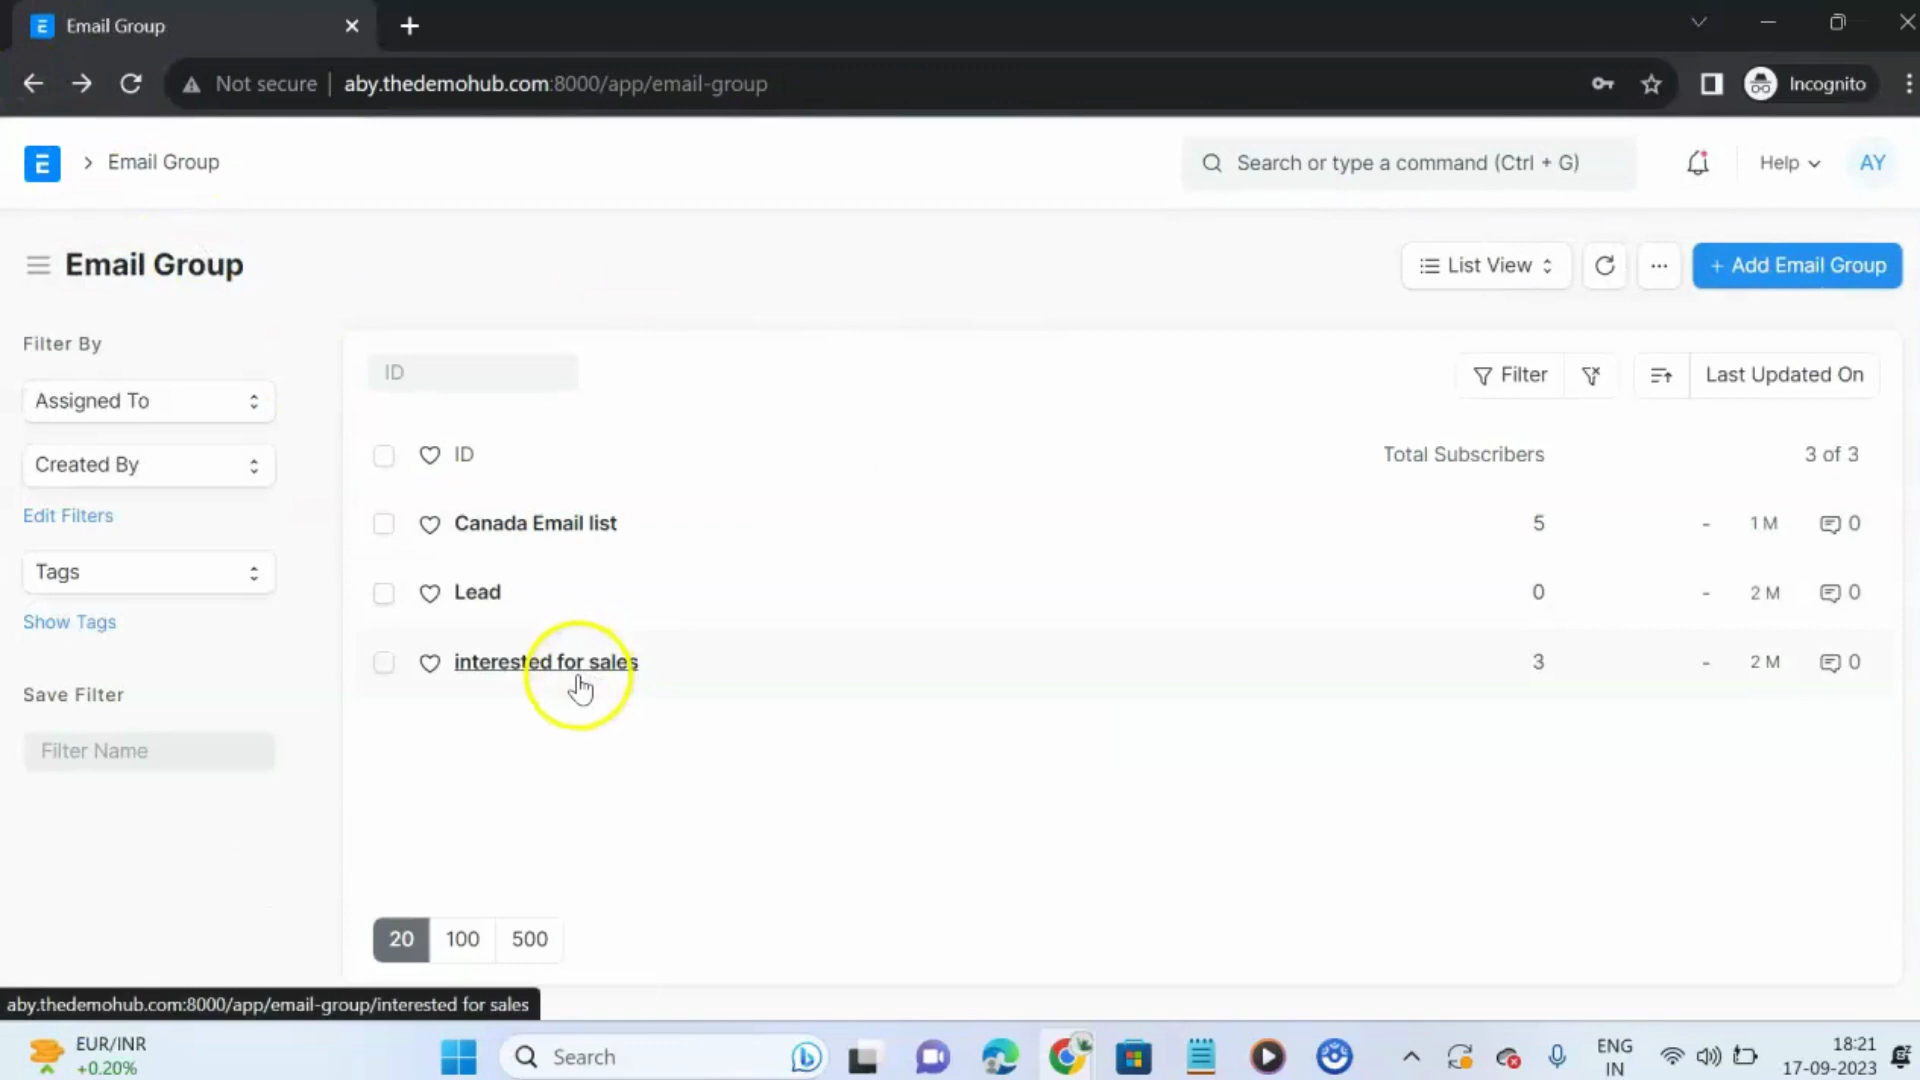 Email Group
Not secure | aby.thedemohub.com:8000/app/email-group
Incognito
E > Email Group
Search or type a command (Ctrl + G)
Help
AY
Email Group
List View
+ Add Email Group
Filter By
Assigned To
Created By
Edit Filters
Tags
Show Tags
Save Filter
Filter Name
ID
Filter
Last Updated On
ID Total Subscribers 3 of 3
Canada Email list 5 - 1 M 0
Lead 0 - 2 M 0
interested for sales 3 - 2 M 0
20 100 500
aby.thedemohub.com:8000/app/email-group/interested for sales
EUR/INR
+0.20%
Search
ENG
IN
18:21
17-09-2023